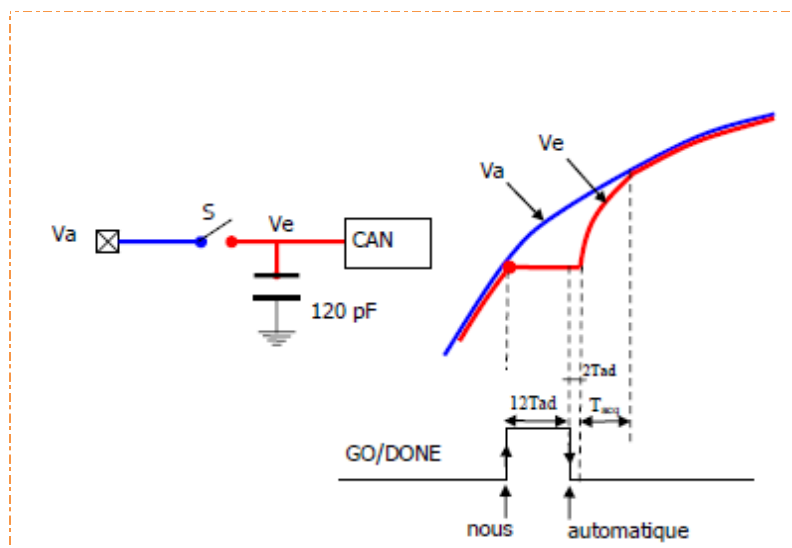 Va
S
Ve
CAN
120 pF
Va
Ve
2Tad
12Tad
Tacq
GO/DONE
nous
automatique